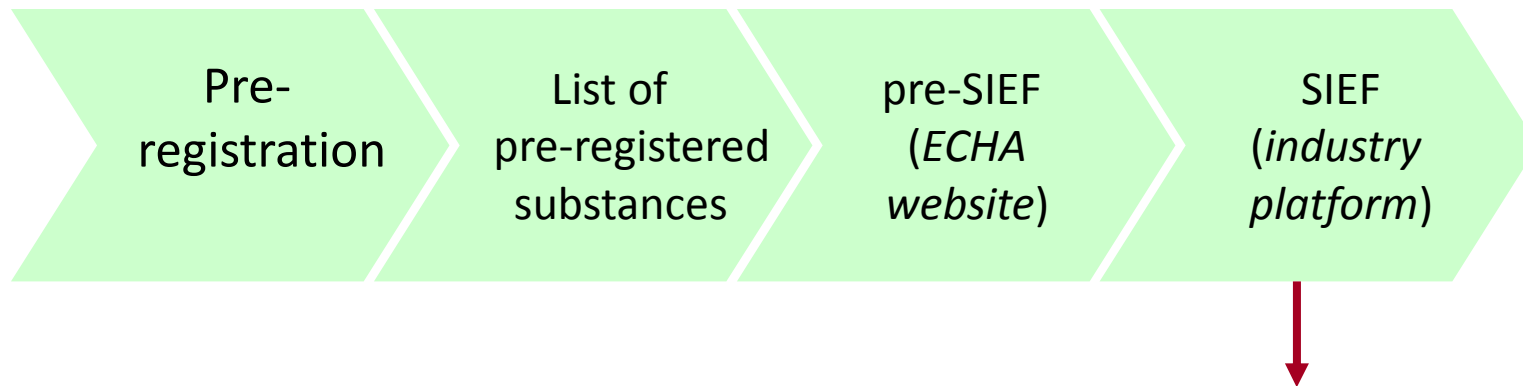 Pre-
registration
List of
pre-registered
substances
pre-SIEF
(ECHA
website)
SIEF
(industry
platform)